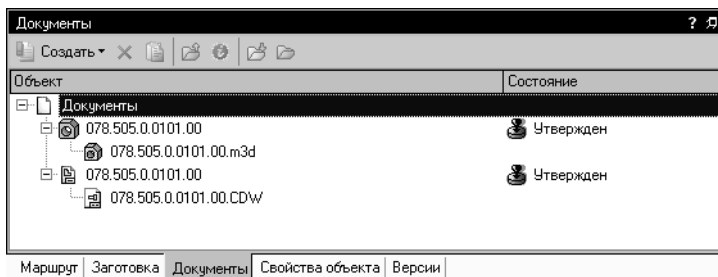 Документы ?
Создать
Объект Состояние
Документы
078.505.0.0101.00 Утвержден
078.505.0.0101.00.m3d
078.505.0.0101.00 Утвержден
078.505.0.0101.00.CDW
Маршрут Заготовка Документы Свойства объекта Версии